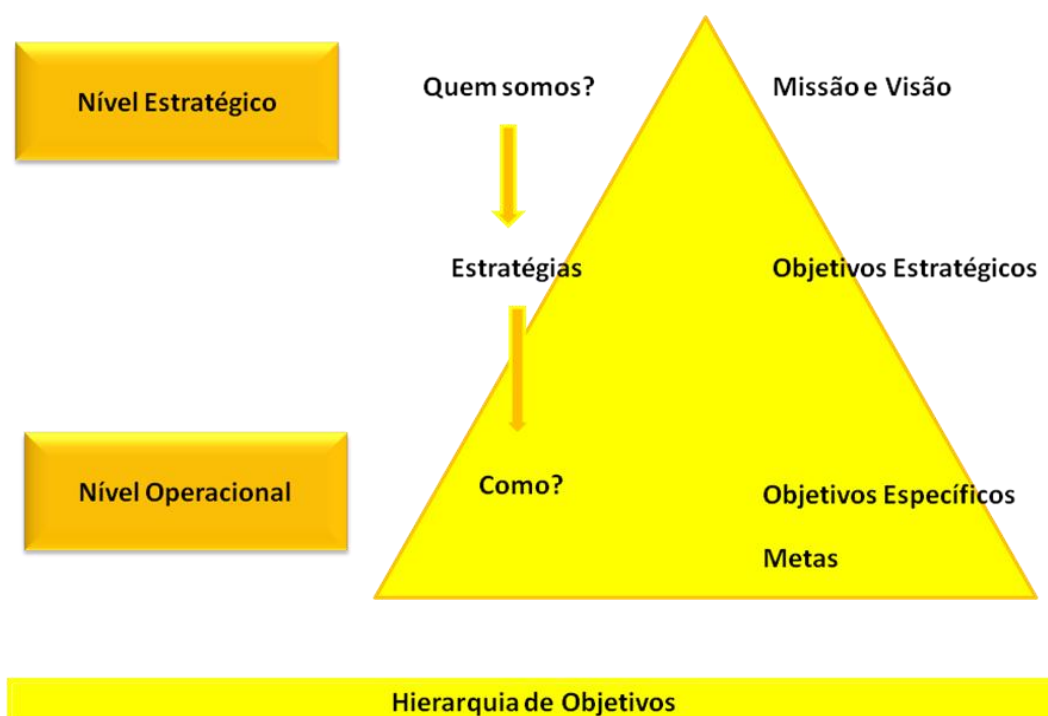 Nível Estratégico
Quem somos?
Missão e Visão
Estratégias
Objetivos Estratégicos
Nível Operacional
Como?
Objetivos Específicos
Metas
Hierarquia de Objetivos